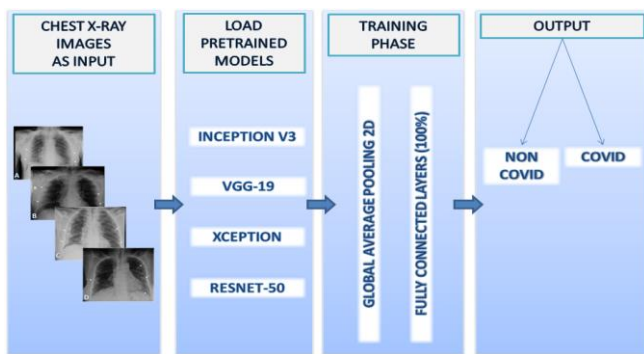 CHEST X-RAY
IMAGES
AS INPUT
A
B
C
D
LOAD
PRETRAINED
MODELS
INCEPTION V3
VGG-19
XCEPTION
RESNET-50
TRAINING
PHASE
GLOBAL AVERAGE POOLING 2D
FULLY CONNECTED LAYERS (100%)
OUTPUT
NON
COVID
COVID